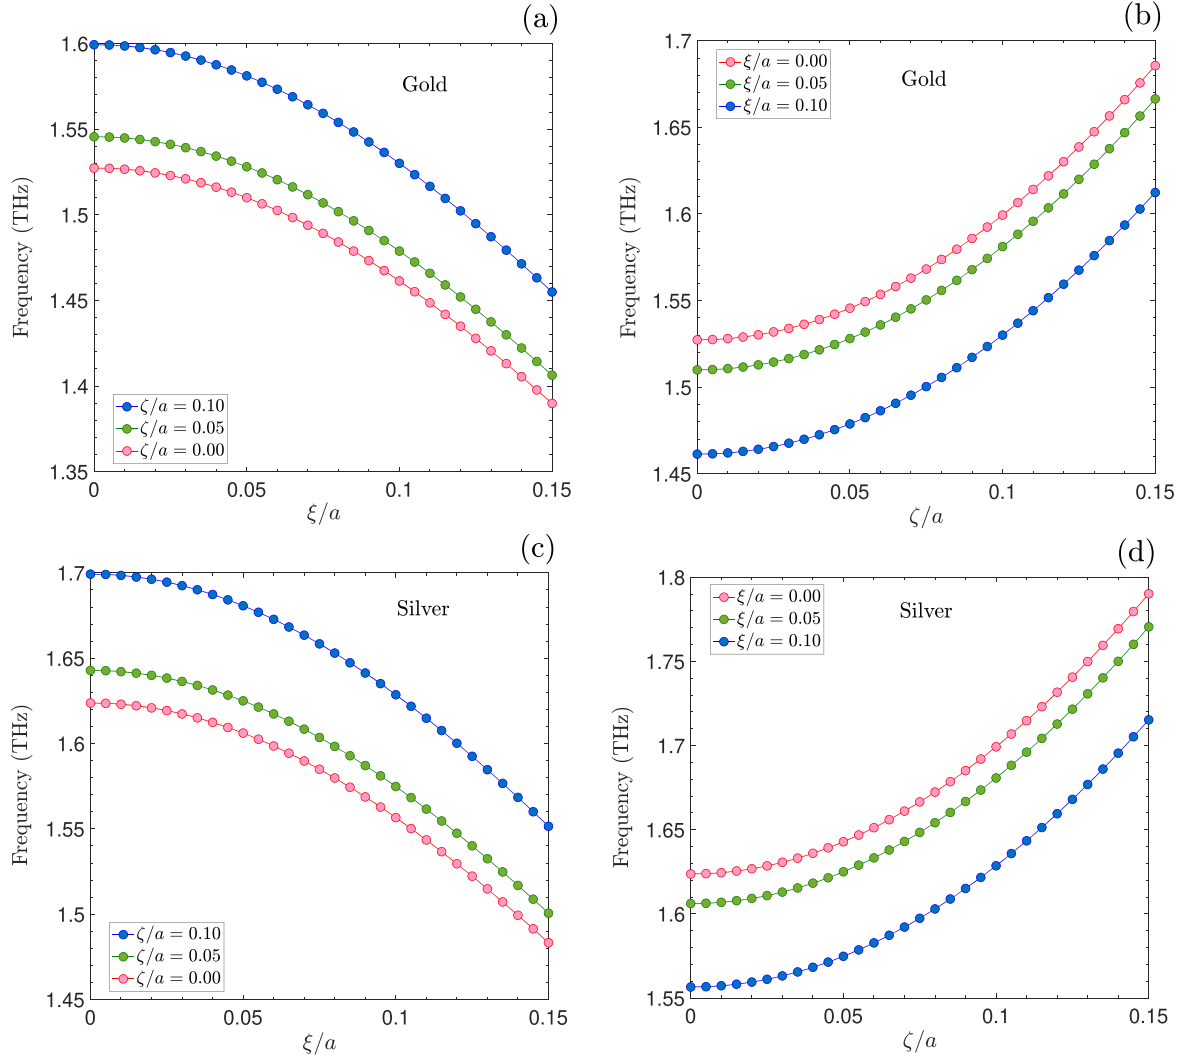 (a)
Gold
1.6
1.55
1.5
1.45
1.4
1.35
Frequency (THz)
ζ/a = 0.10
ζ/a = 0.05
ζ/a = 0.00
0 0.05 0.1 0.15
ξ/a
(b)
Gold
ξ/a = 0.00
ξ/a = 0.05
ξ/a = 0.10
1.7
1.65
1.6
1.55
1.5
1.45
Frequency (THz)
0 0.05 0.1 0.15
ζ/a
(c)
Silver
1.7
1.65
1.6
1.55
1.5
1.45
Frequency (THz)
ζ/a = 0.10
ζ/a = 0.05
ζ/a = 0.00
0 0.05 0.1 0.15
ξ/a
(d)
Silver
ξ/a = 0.00
ξ/a = 0.05
ξ/a = 0.10
1.8
1.75
1.7
1.65
1.6
1.55
Frequency (THz)
0 0.05 0.1 0.15
ζ/a